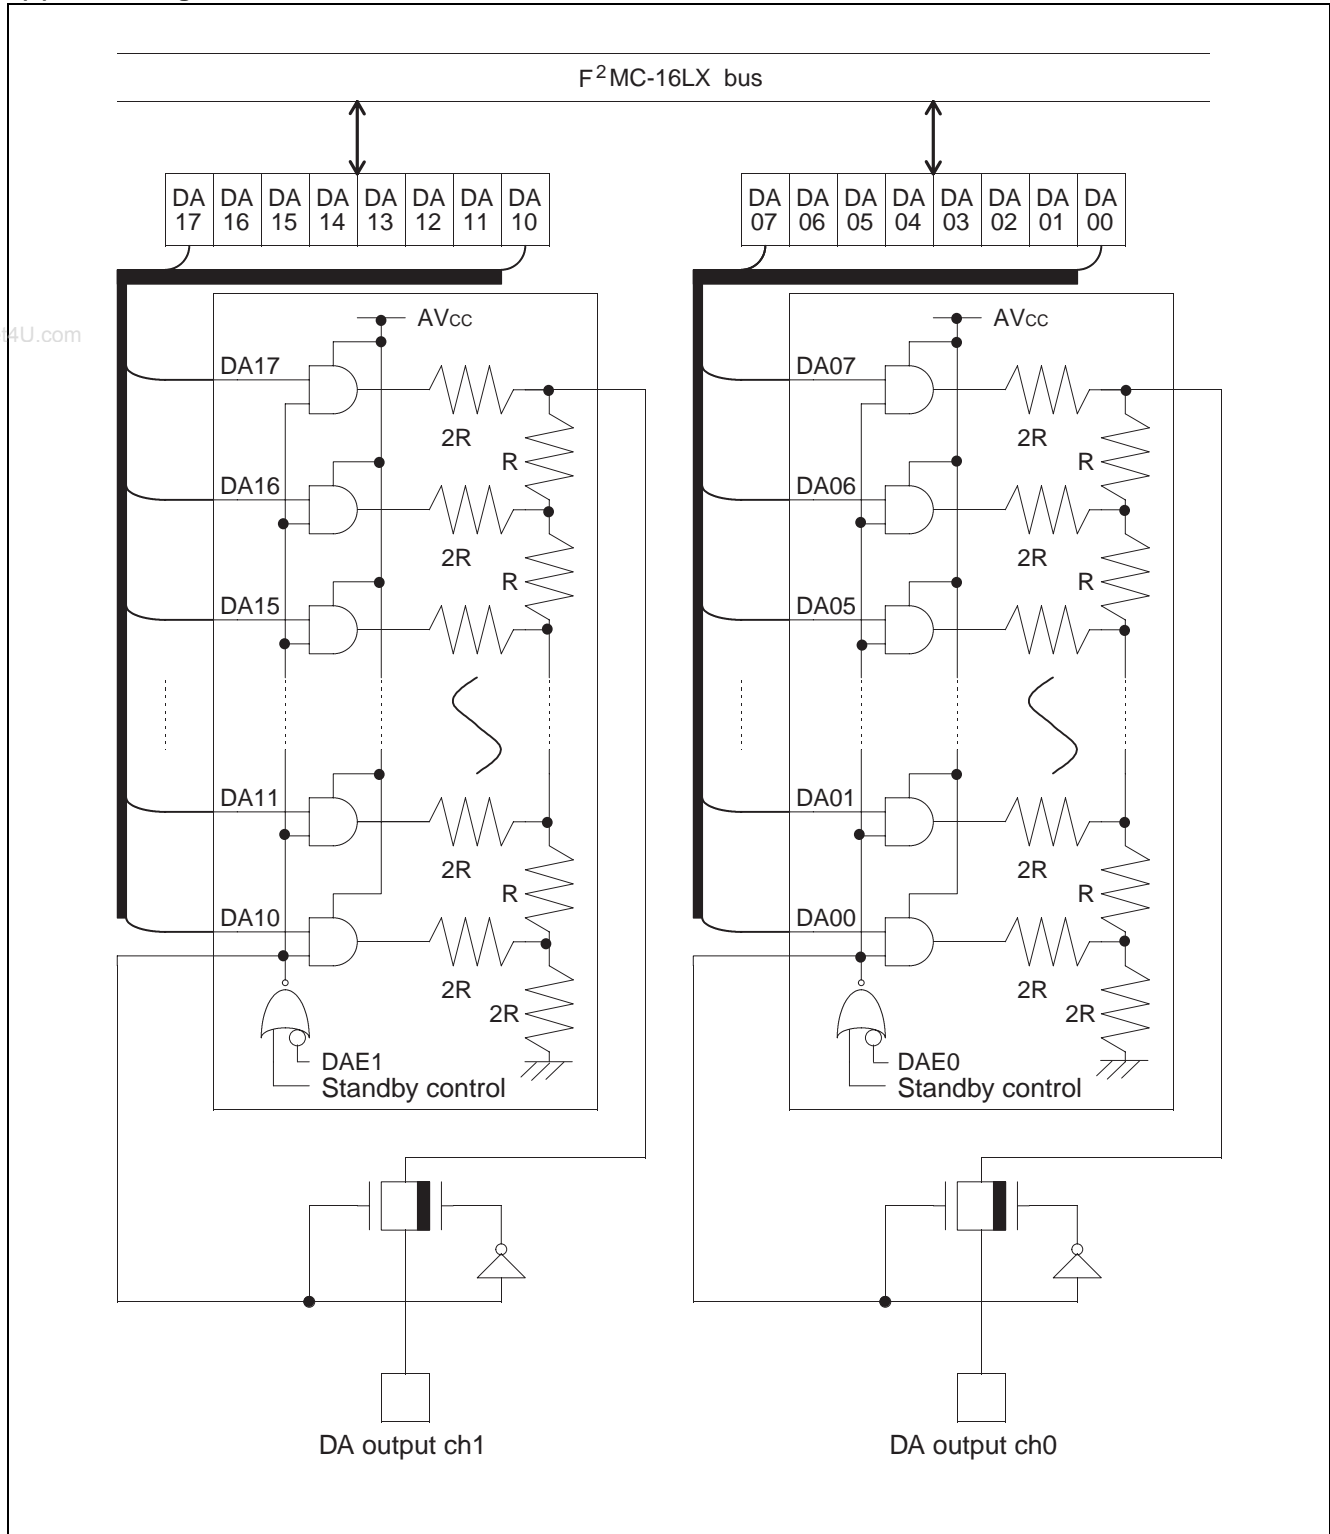 F2MC-16LX bus
DA 17 DA 16 DA 15 DA 14 DA 13 DA 12 DA 11 DA 10
DA 07 DA 06 DA 05 DA 04 DA 03 DA 02 DA 01 DA 00
t4U.com
AVcc
DA17
2R
R
DA16
2R
R
DA15
DA11
2R
R
DA10
2R
2R
DAE1
Standby control
DA output ch1
AVcc
DA07
2R
R
DA06
2R
R
DA05
DA01
2R
R
DA00
2R
2R
DAE0
Standby control
DA output ch0